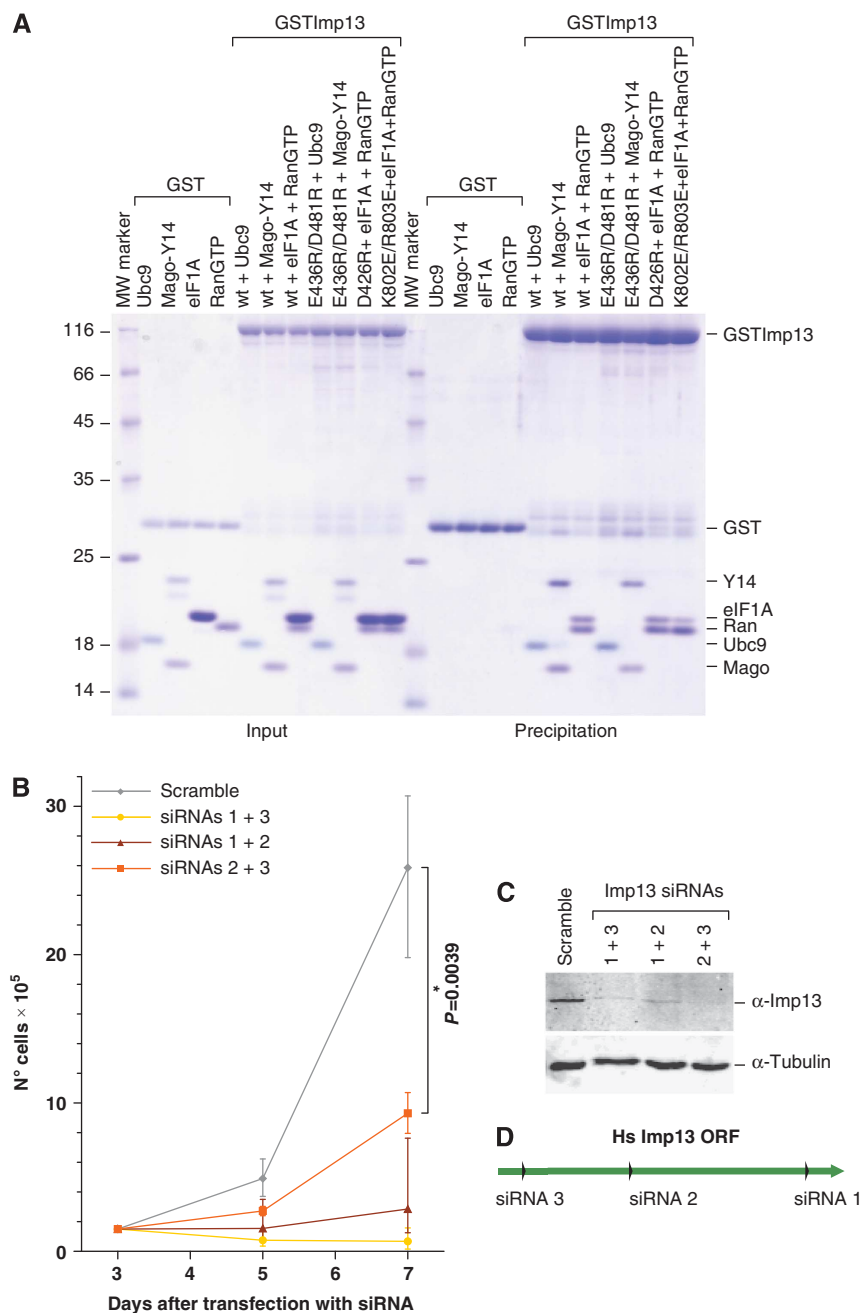 A
GSTImp13
GSTImp13
GST
GST
MW marker
Ubc9
Mago-Y14
eIF1A
RanGTP
wt + Ubc9
wt + Mago-Y14
wt + eIF1A + RanGTP
E436R/D481R + Ubc9
E436R/D481R + Mago-Y14
D426R+ eIF1A + RanGTP
K802E/R803E+eIF1A+RanGTP
MW marker
Ubc9
Mago-Y14
eIF1A
RanGTP
wt + Ubc9
wt + Mago-Y14
wt + eIF1A + RanGTP
E436R/D481R + Ubc9
E436R/D481R + Mago-Y14
D426R + eIF1A + RanGTP
K802E/R803E+eIF1A+RanGTP
116
66
45
35
25
18
14
GSTImp13
GST
Y14
eIF1A
Ran
Ubc9
Mago
Input
Precipitation
B
Scramble
siRNAs 1 + 3
siRNAs 1 + 2
siRNAs 2 + 3
30
20
10
0
N° cells × 10⁵
*
P=0.0039
3
4
5
6
7
Days after transfection with siRNA
C
Imp13 siRNAs
Scramble
1 + 3
1 + 2
2 + 3
α-Imp13
α-Tubulin
D
Hs Imp13 ORF
siRNA 3
siRNA 2
siRNA 1